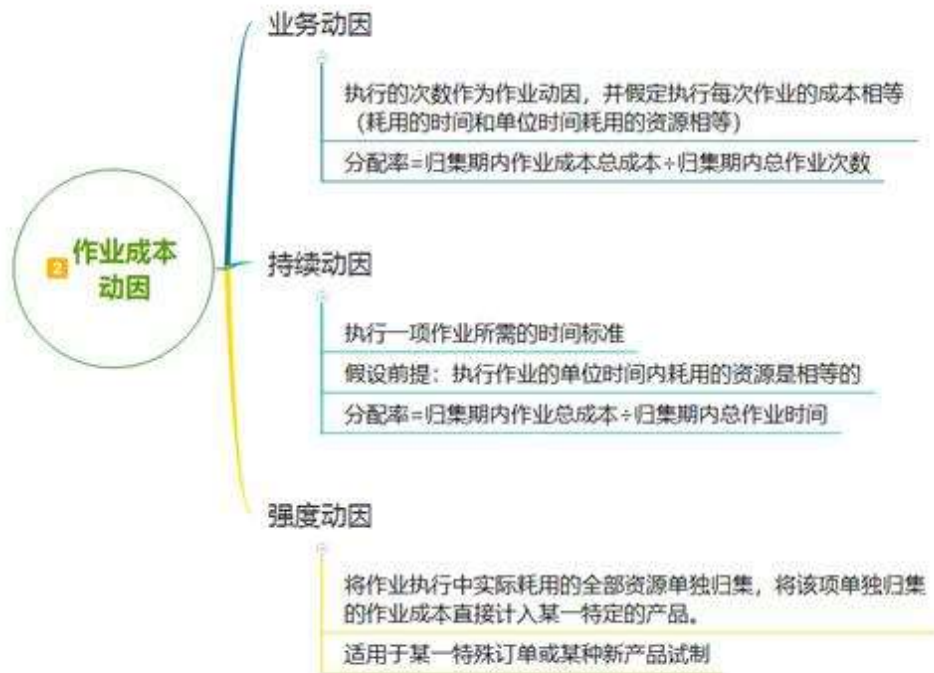 业务动因
执行的次数作为作业动因，并假定执行每次作业的成本相等
（耗用的时间和单位时间耗用的资源相等）
分配率=归集期内作业成本总成本÷归集期内总作业次数
2 作业成本
动因
持续动因
执行一项作业所需的时间标准
假设前提：执行作业的单位时间内耗用的资源是相等的
分配率=归集期内作业总成本÷归集期内总作业时间
强度动因
将作业执行中实际耗用的全部资源单独归集，将该项单独归集
的作业成本直接计入某一特定的产品。
适用于某一特殊订单或某种新产品试制